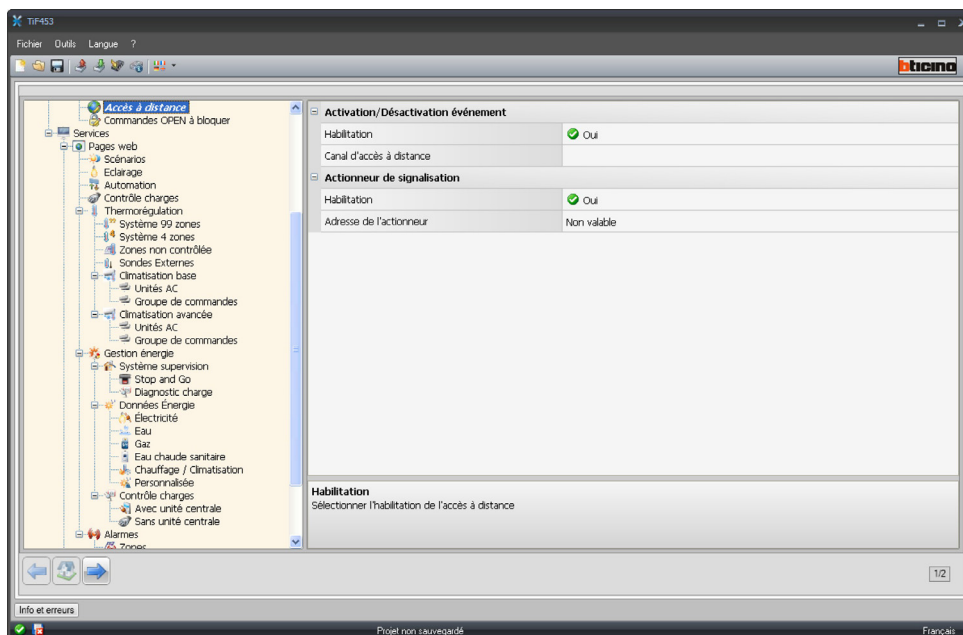 TiF453
Fichier Outils Langue ?
bticino
Accès à distance
Commandes OPEN à bloquer
Services
Pages web
Scénarios
Eclairage
Automation
Contrôle charges
Thermorégulation
Système 99 zones
Système 4 zones
Zones non contrôlée
Sondes Externes
Climatisation base
Unités AC
Groupe de commandes
Climatisation avancée
Unités AC
Groupe de commandes
Gestion énergie
Système supervision
Stop and Go
Diagnostic charge
Données Énergie
Électricité
Eau
Gaz
Eau chaude sanitaire
Chauffage / Climatisation
Personnalisée
Contrôle charges
Avec unité centrale
Sans unité centrale
Alarmes
Zones
Activation/Désactivation événement
Habilitation Oui
Canal d'accès à distance
Actionneur de signalisation
Habilitation Oui
Adresse de l'actionneur Non valable
Habilitation
Sélectionner l'habilitation de l'accès à distance
1/2
Info et erreurs
Projet non sauvegardé Français